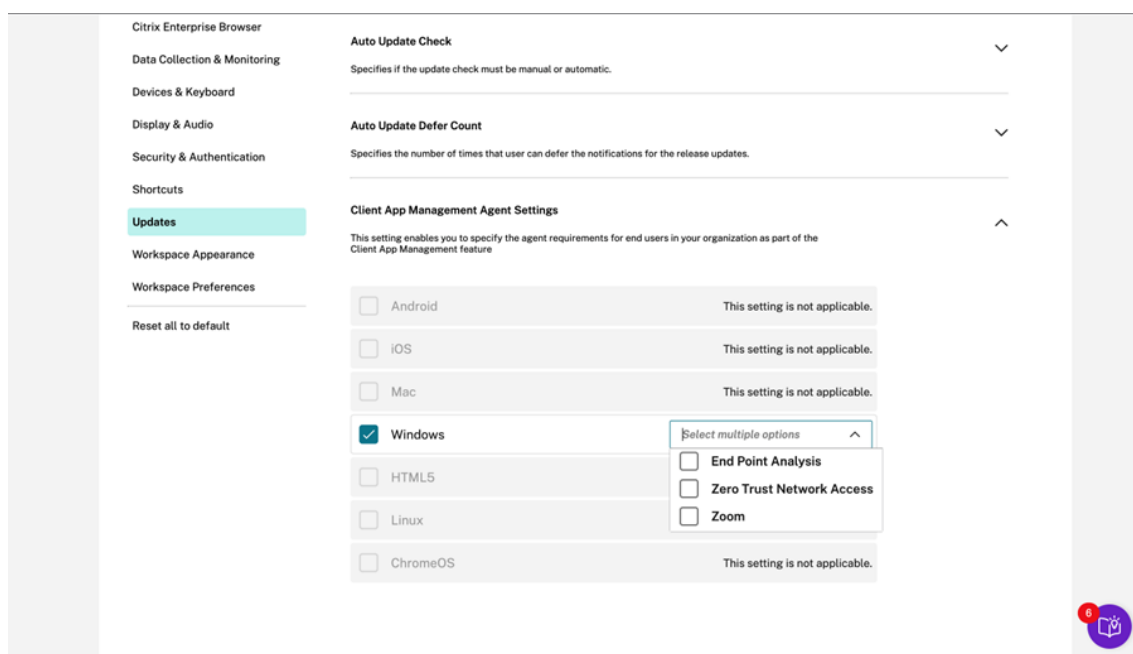 Citrix Enterprise Browser
Data Collection & Monitoring
Devices & Keyboard
Display & Audio
Security & Authentication
Shortcuts
Updates
Workspace Appearance
Workspace Preferences
Reset all to default
Auto Update Check
Specifies if the update check must be manual or automatic.
Auto Update Defer Count
Specifies the number of times that user can defer the notifications for the release updates.
Client App Management Agent Settings
This setting enables you to specify the agent requirements for end users in your organization as part of the
Client App Management feature
Android This setting is not applicable.
iOS This setting is not applicable.
Mac This setting is not applicable.
Windows Select multiple options
End Point Analysis
Zero Trust Network Access
Zoom
HTML5
Linux
ChromeOS This setting is not applicable.
6